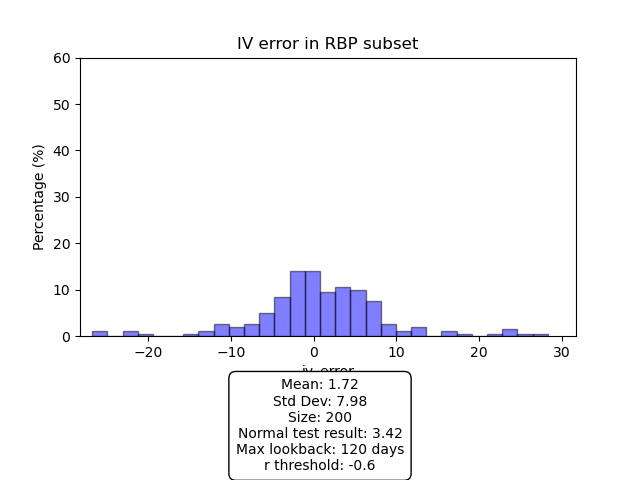 IV error in RBP subset
Percentage (%)
60
50
40
30
20
10
0
−20 −10 0 10 20 30
iv_error
Mean: 1.72
Std Dev: 7.98
Size: 200
Normal test result: 3.42
Max lookback: 120 days
r threshold: -0.6